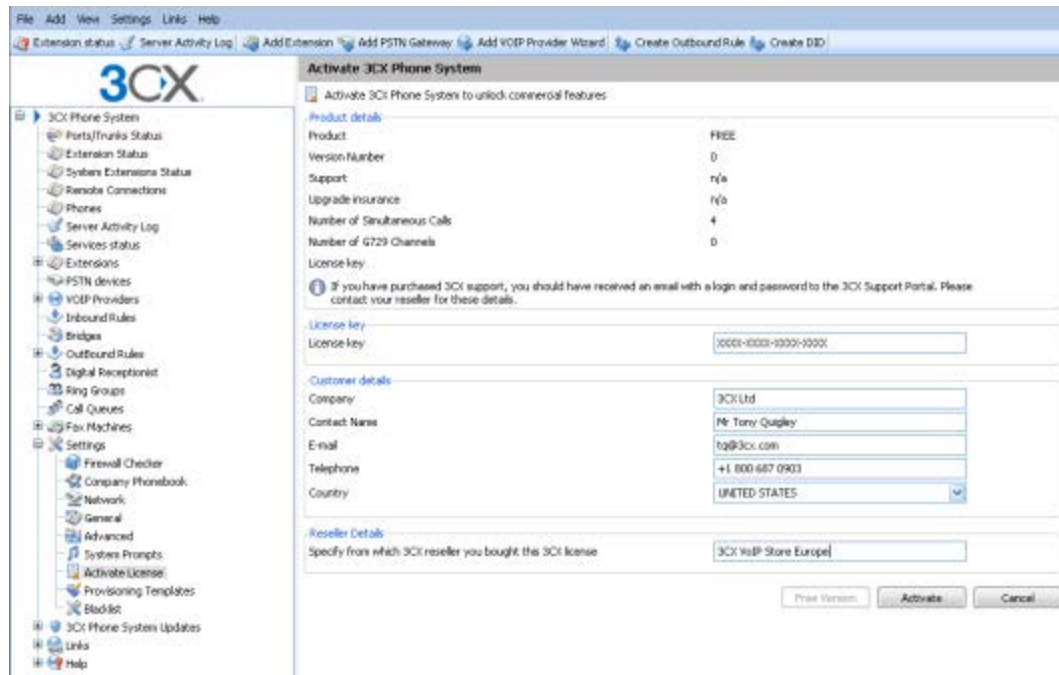 File Add View Settings Links Help
Extension status Server Activity Log Add Extension Add PSTN Gateway Add VOIP Provider Wizard Create Outbound Rule Create DID
3CX
3CX Phone System
Ports/Trunks Status
Extension Status
System Extensions Status
Remote Connections
Phones
Server Activity Log
Services status
Extensions
PSTN devices
VOIP Providers
Inbound Rules
Bridges
OutBound Rules
Digital Receptionist
Ring Groups
Call Queues
Fax Machines
Settings
Firewall Checker
Company Phonebook
Network
General
Advanced
System Prompts
Activate License
Provisioning Templates
Blacklist
3CX Phone System Updates
Links
Help
Activate 3CX Phone System
Activate 3CX Phone System to unlock commercial features
Product details
Product FREE
Version Number 0
Support n/a
Upgrade insurance n/a
Number of Simultaneous Calls 4
Number of G729 Channels 0
License key
If you have purchased 3CX support, you should have received an email with a login and password to the 3CX Support Portal. Please
contact your reseller for these details.
License key
License key XXXX-XXXX-XXXX-XXXX
Customer details
Company 3CX Ltd
Contact Name Mr Tony Quigley
E-mail tq@3cx.com
Telephone +1 800 687 0903
Country UNITED STATES
Reseller Details
Specify from which 3CX reseller you bought this 3CX license 3CX VoIP Store Europe
Free Version Activate Cancel